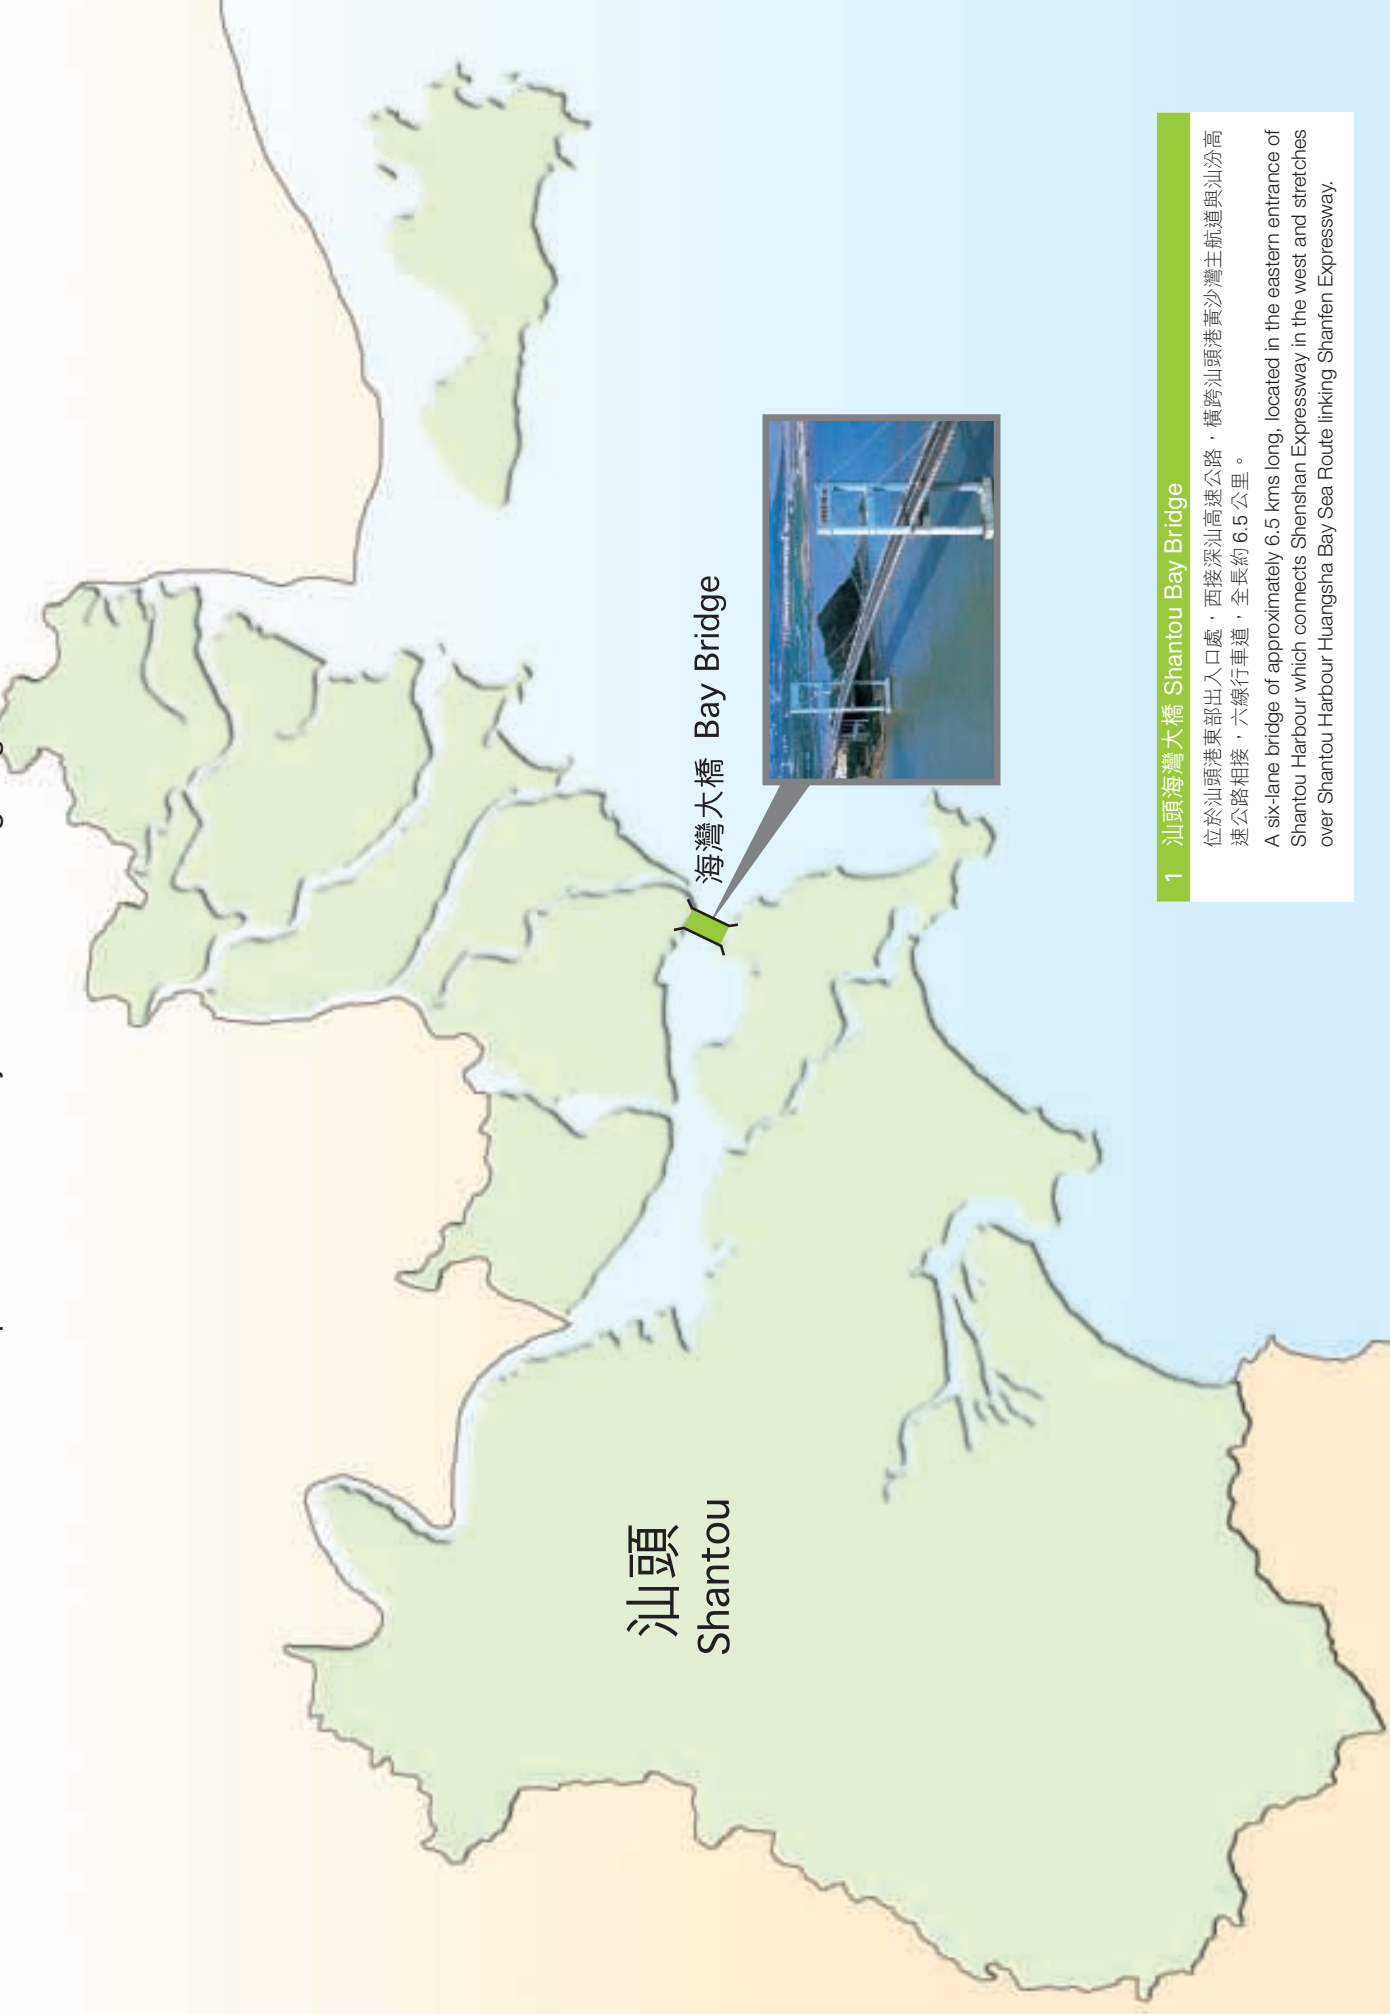 汕頭
Shantou
海灣大橋 Bay Bridge
1 汕頭海灣大橋 Shantou Bay Bridge
位於汕頭港東部出入口處，西接深汕高速公路，橫跨汕頭港黃沙灣主航道與汕汾高
速公路相接，六線行車道，全長約 6.5 公里。
A six-lane bridge of approximately 6.5 kms long, located in the eastern entrance of
Shantou Harbour which connects Shenshan Expressway in the west and stretches
over Shantou Harbour Huangsha Bay Sea Route linking Shanfen Expressway.